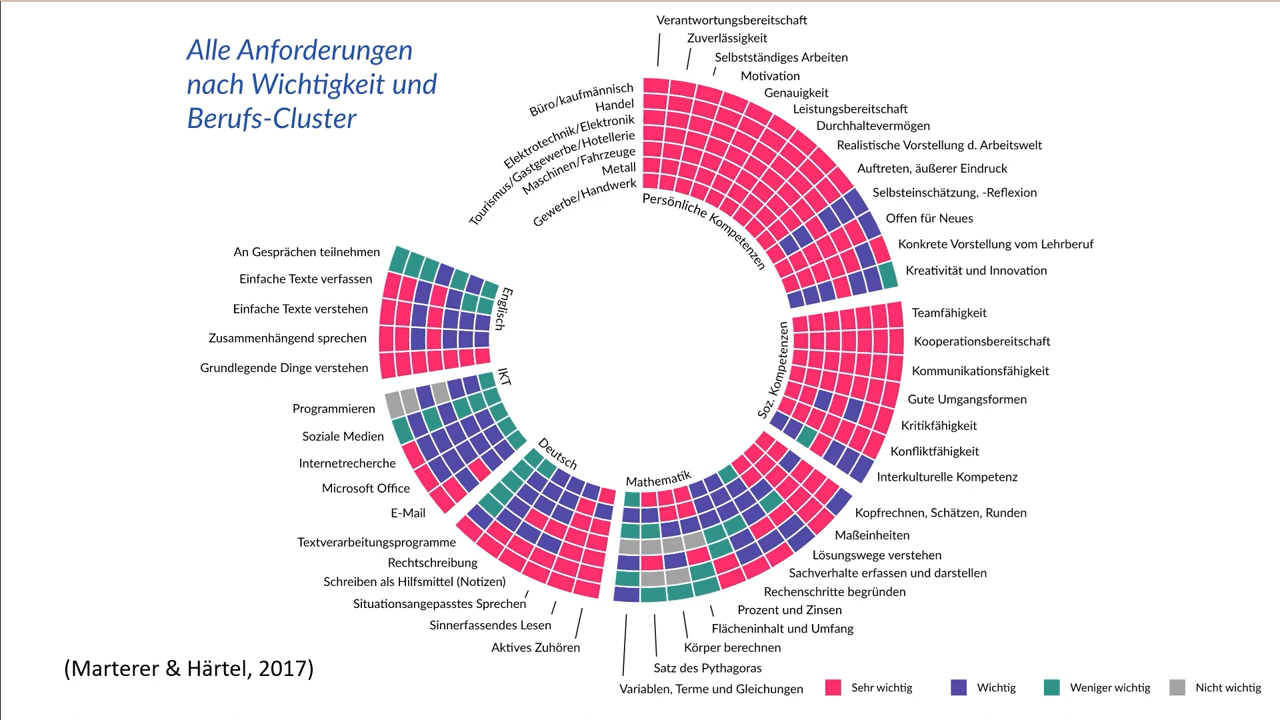 Alle Anforderungen
nach Wichtigkeit und
Berufs-Cluster
Verantwortungsbereitschaft
Zuverlässigkeit
Selbstständiges Arbeiten
Motivation
Genauigkeit
Leistungsbereitschaft
Durchhaltevermögen
Realistische Vorstellung d. Arbeitswelt
Auftreten, äußerer Eindruck
Selbsteinschätzung, -Reflexion
Offen für Neues
Konkrete Vorstellung vom Lehrberuf
Kreativität und Innovation
Büro/kaufmännisch
Handel
Elektrotechnik/Elektronik
Tourismus/Gastgewerbe/Hotellerie
Maschinen/Fahrzeuge
Metall
Gewerbe/Handwerk
Persönliche Kompetenzen
Teamfähigkeit
Kooperationsbereitschaft
Kommunikationsfähigkeit
Gute Umgangsformen
Kritikfähigkeit
Konfliktfähigkeit
Interkulturelle Kompetenz
Soz. Kompetenzen
Kopfrechnen, Schätzen, Runden
Maßeinheiten
Lösungswege verstehen
Sachverhalte erfassen und darstellen
Rechenschritte begründen
Prozent und Zinsen
Flächeninhalt und Umfang
Körper berechnen
Satz des Pythagoras
Variablen, Terme und Gleichungen
Mathematik
An Gesprächen teilnehmen
Einfache Texte verfassen
Einfache Texte verstehen
Zusammenhängend sprechen
Grundlegende Dinge verstehen
Englisch
Programmieren
Soziale Medien
Internetrecherche
Microsoft Office
E-Mail
IKT
Textverarbeitungsprogramme
Rechtschreibung
Schreiben als Hilfsmittel (Notizen)
Situationsangepasstes Sprechen
Sinnerfassendes Lesen
Aktives Zuhören
Deutsch
(Marterer & Härtel, 2017)
Sehr wichtig
Wichtig
Weniger wichtig
Nicht wichtig